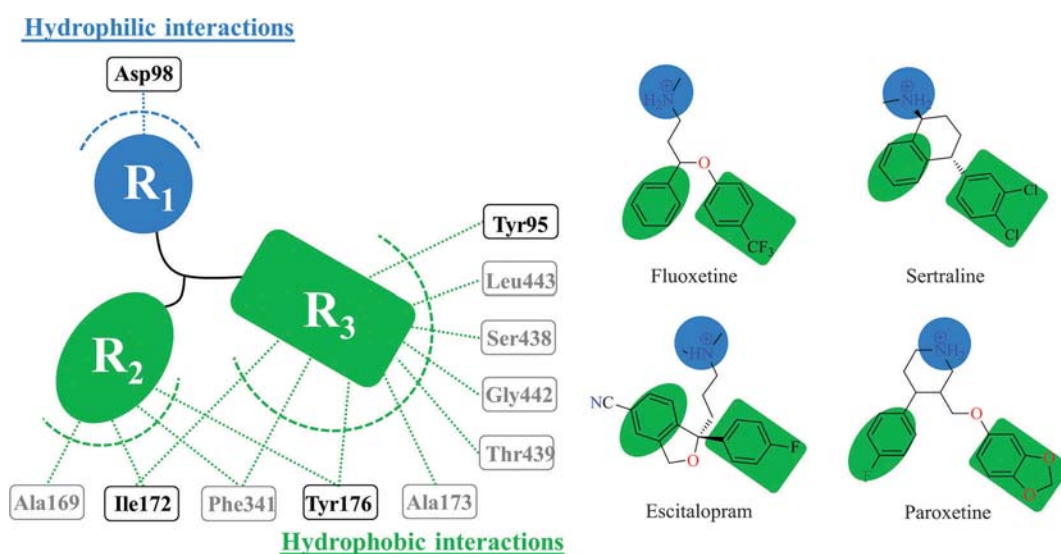 Hydrophilic interactions
Asp98
R1
R2
R3
Tyr95
Leu443
Ser438
Gly442
Thr439
Ala169
Ile172
Phe341
Tyr176
Ala173
Hydrophobic interactions
H2N
⊕
O
CF3
Fluoxetine
⊕
NH2
Cl
Cl
Sertraline
⊕
HN
NC
O
F
Escitalopram
⊕
NH2
F
O
O
O
Paroxetine